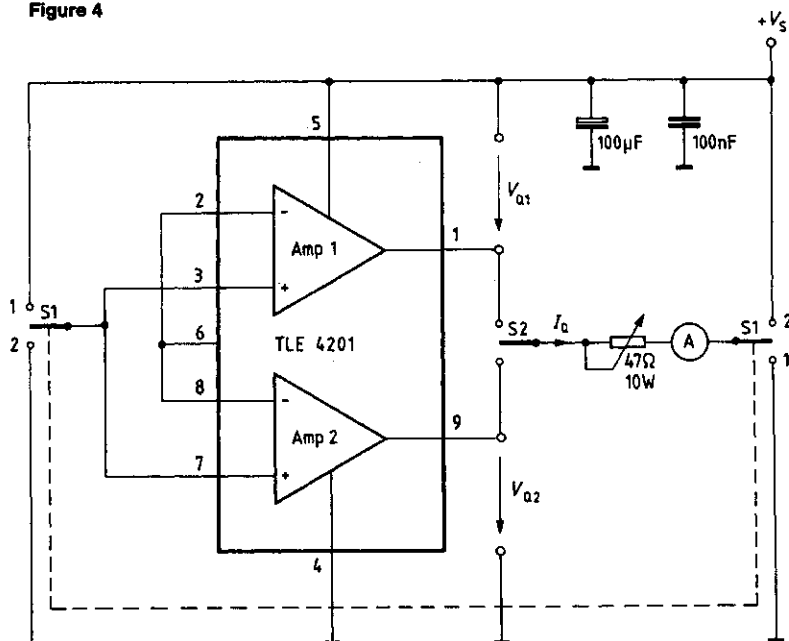 Figure 4
+V_S
5
100µF
100nF
2
-
V_Q1
Amp 1
1
3
+
1
S1
2
6
TLE 4201
S2
I_Q
A
S1
2
1
47Ω
10W
8
-
9
Amp 2
7
+
V_Q2
4